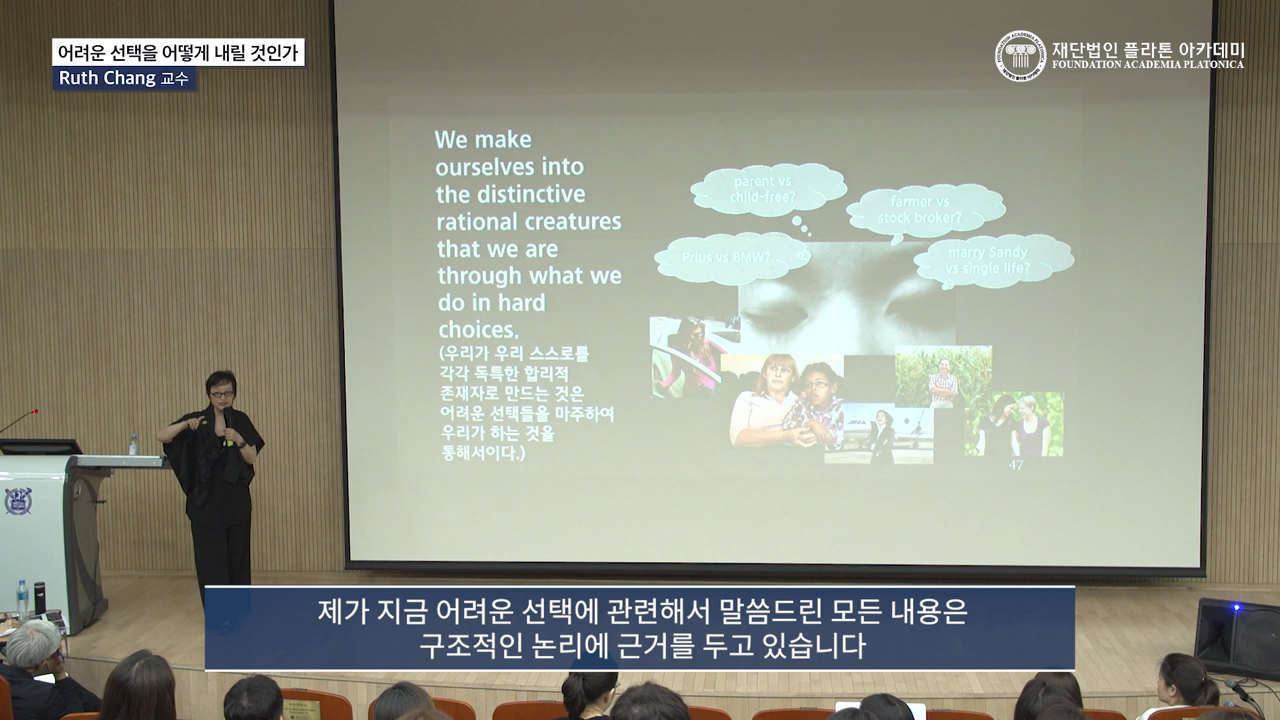 어려운 선택을 어떻게 내릴 것인가
Ruth Chang 교수
재단법인 플라톤 아카데미
FOUNDATION ACADEMIA PLATONICA
We make
ourselves into
the distinctive
rational creatures
that we are
through what we
do in hard
choices.
(우리가 우리 스스로를
각각 독특한 합리적
존재자로 만드는 것은
어려운 선택들을 마주하여
우리가 하는 것을
통해서이다.)
parent vs
child-free?
farmer vs
stock broker?
Prius vs BMW?
marry Sandy
vs single life?
47
제가 지금 어려운 선택에 관련해서 말씀드린 모든 내용은
구조적인 논리에 근거를 두고 있습니다